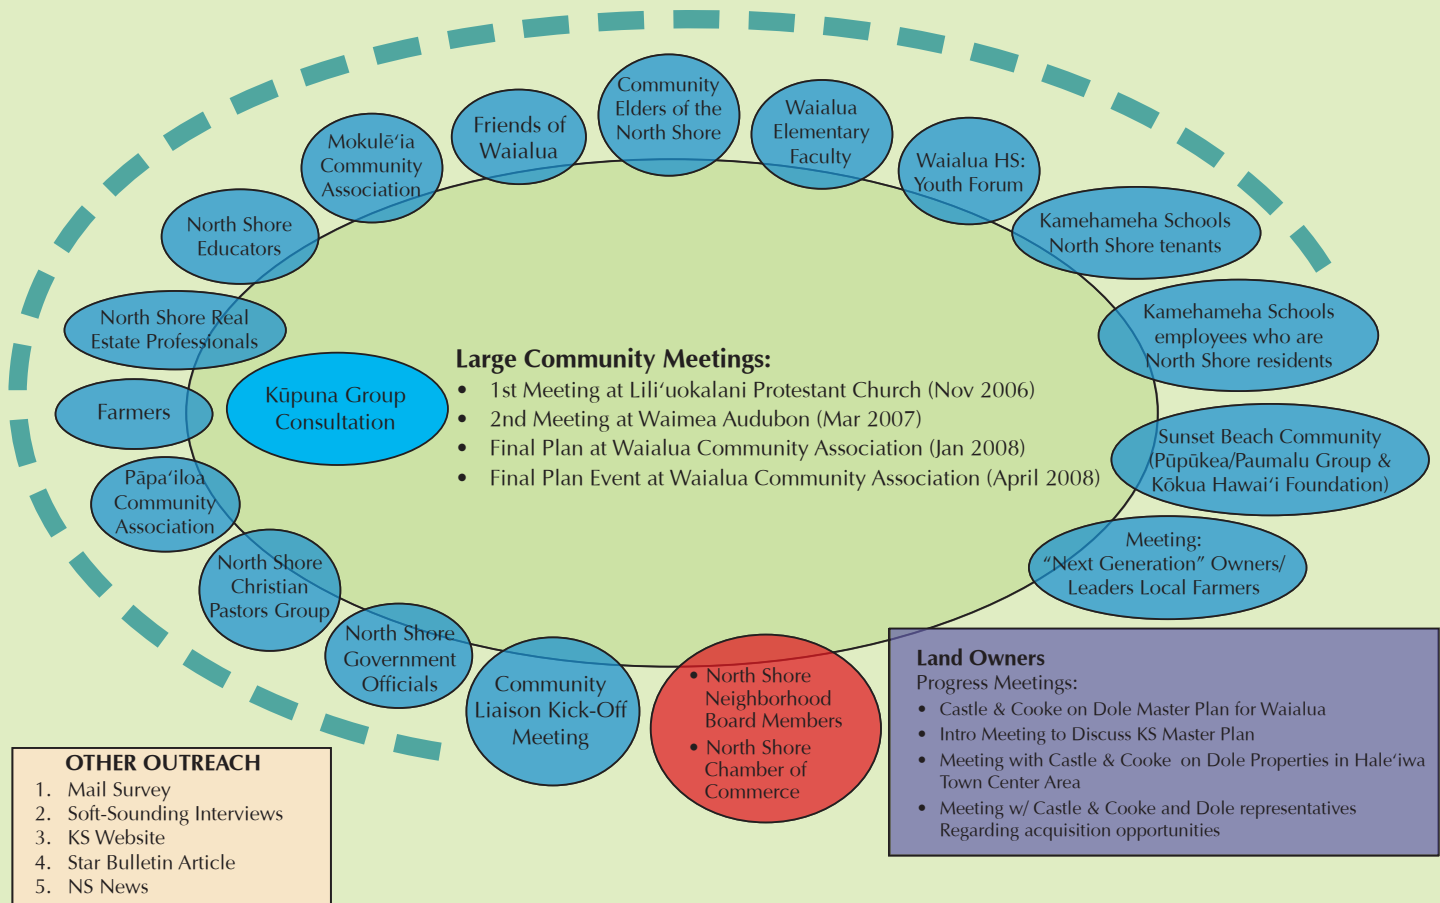 Community
Elders of the
North Shore
Waialua
Elementary
Faculty
Friends of
Waialua
Mokulē‘ia
Community
Association
Waialua HS:
Youth Forum
North Shore
Educators
Kamehameha Schools
North Shore tenants
North Shore Real
Estate Professionals
Kamehameha Schools
employees who are
North Shore residents
Farmers
Kūpuna Group
Consultation
Large Community Meetings:
• 1st Meeting at Lili‘uokalani Protestant Church (Nov 2006)
• 2nd Meeting at Waimea Audubon (Mar 2007)
• Final Plan at Waialua Community Association (Jan 2008)
• Final Plan Event at Waialua Community Association (April 2008)
Sunset Beach Community
(Pūpūkea/Paumalu Group &
Kōkua Hawai‘i Foundation)
Pāpa‘iloa
Community
Association
Meeting:
“Next Generation” Owners/
Leaders Local Farmers
North Shore
Christian
Pastors Group
North Shore
Government
Officials
Community
Liaison Kick-Off
Meeting
• North Shore
Neighborhood
Board Members
• North Shore
Chamber of
Commerce
Land Owners
Progress Meetings:
• Castle & Cooke on Dole Master Plan for Waialua
• Intro Meeting to Discuss KS Master Plan
• Meeting with Castle & Cooke on Dole Properties in Hale‘iwa
Town Center Area
• Meeting w/ Castle & Cooke and Dole representatives
Regarding acquisition opportunities
OTHER OUTREACH
1. Mail Survey
2. Soft-Sounding Interviews
3. KS Website
4. Star Bulletin Article
5. NS News